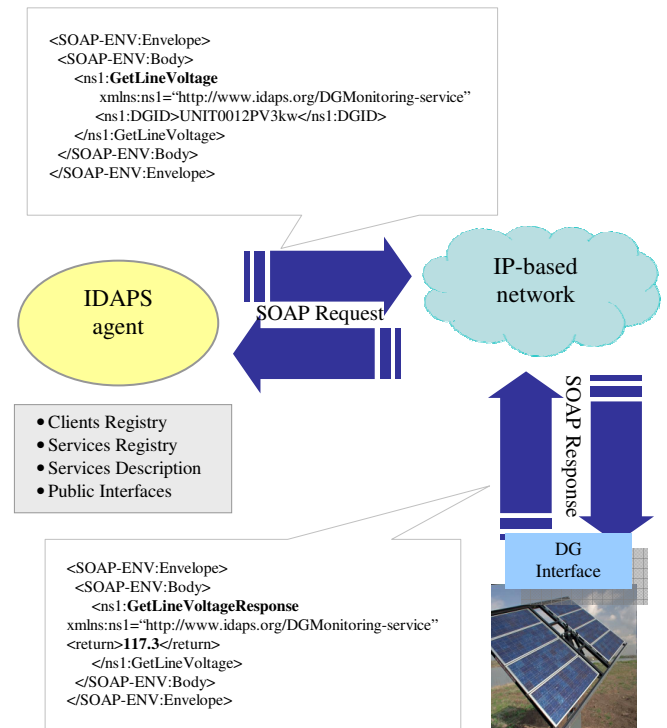 <SOAP-ENV:Envelope>
<SOAP-ENV:Body>
<ns1:GetLineVoltage
xmlns:ns1=“http://www.idaps.org/DGMonitoring-service”
<ns1:DGID>UNIT0012PV3kw</ns1:DGID>
</ns1:GetLineVoltage>
</SOAP-ENV:Body>
</SOAP-ENV:Envelope>
IDAPS
agent
SOAP Request
IP-based
network
• Clients Registry
• Services Registry
• Services Description
• Public Interfaces
SOAP Response
DG
Interface
<SOAP-ENV:Envelope>
<SOAP-ENV:Body>
<ns1:GetLineVoltageResponse
xmlns:ns1=“http://www.idaps.org/DGMonitoring-service”
<return>117.3</return>
</ns1:GetLineVoltage>
</SOAP-ENV:Body>
</SOAP-ENV:Envelope>